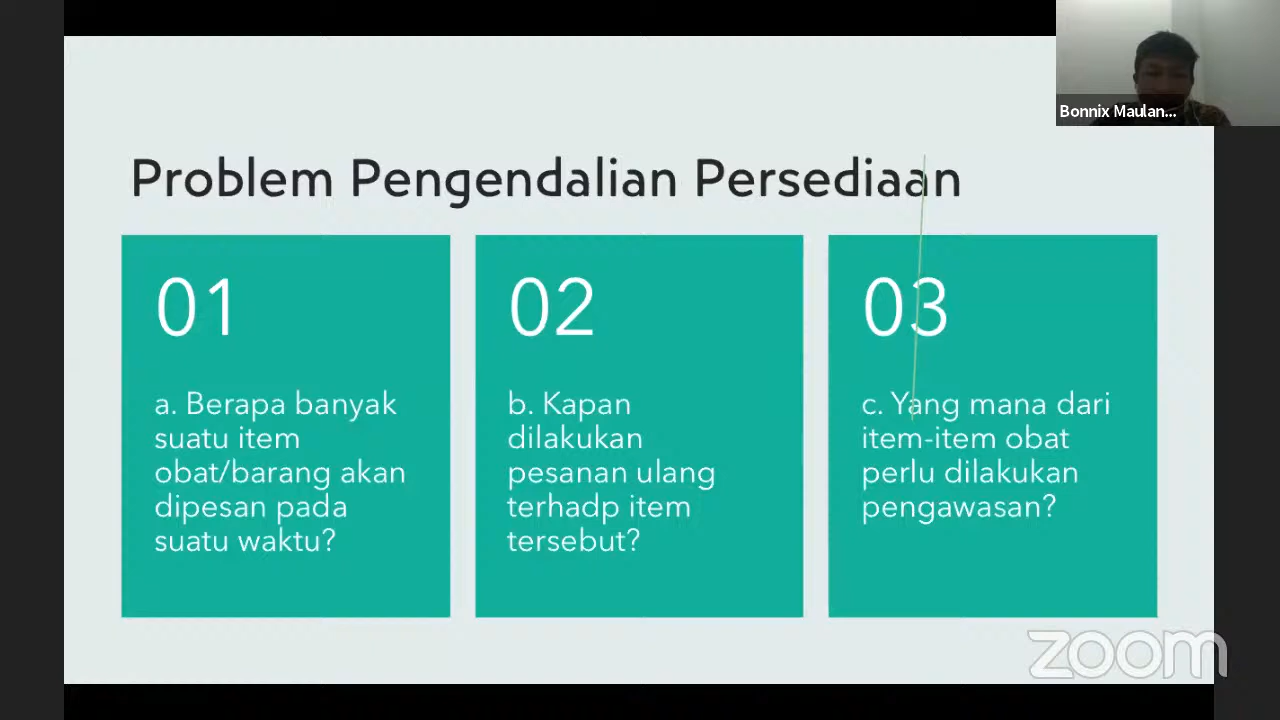 Bonnix Maulan...
Problem Pengendalian Persediaan
01
a. Berapa banyak
suatu item
obat/barang akan
dipesan pada
suatu waktu?
02
b. Kapan
dilakukan
pesanan ulang
terhadp item
tersebut?
03
c. Yang mana dari
item-item obat
perlu dilakukan
pengawasan?
zoom